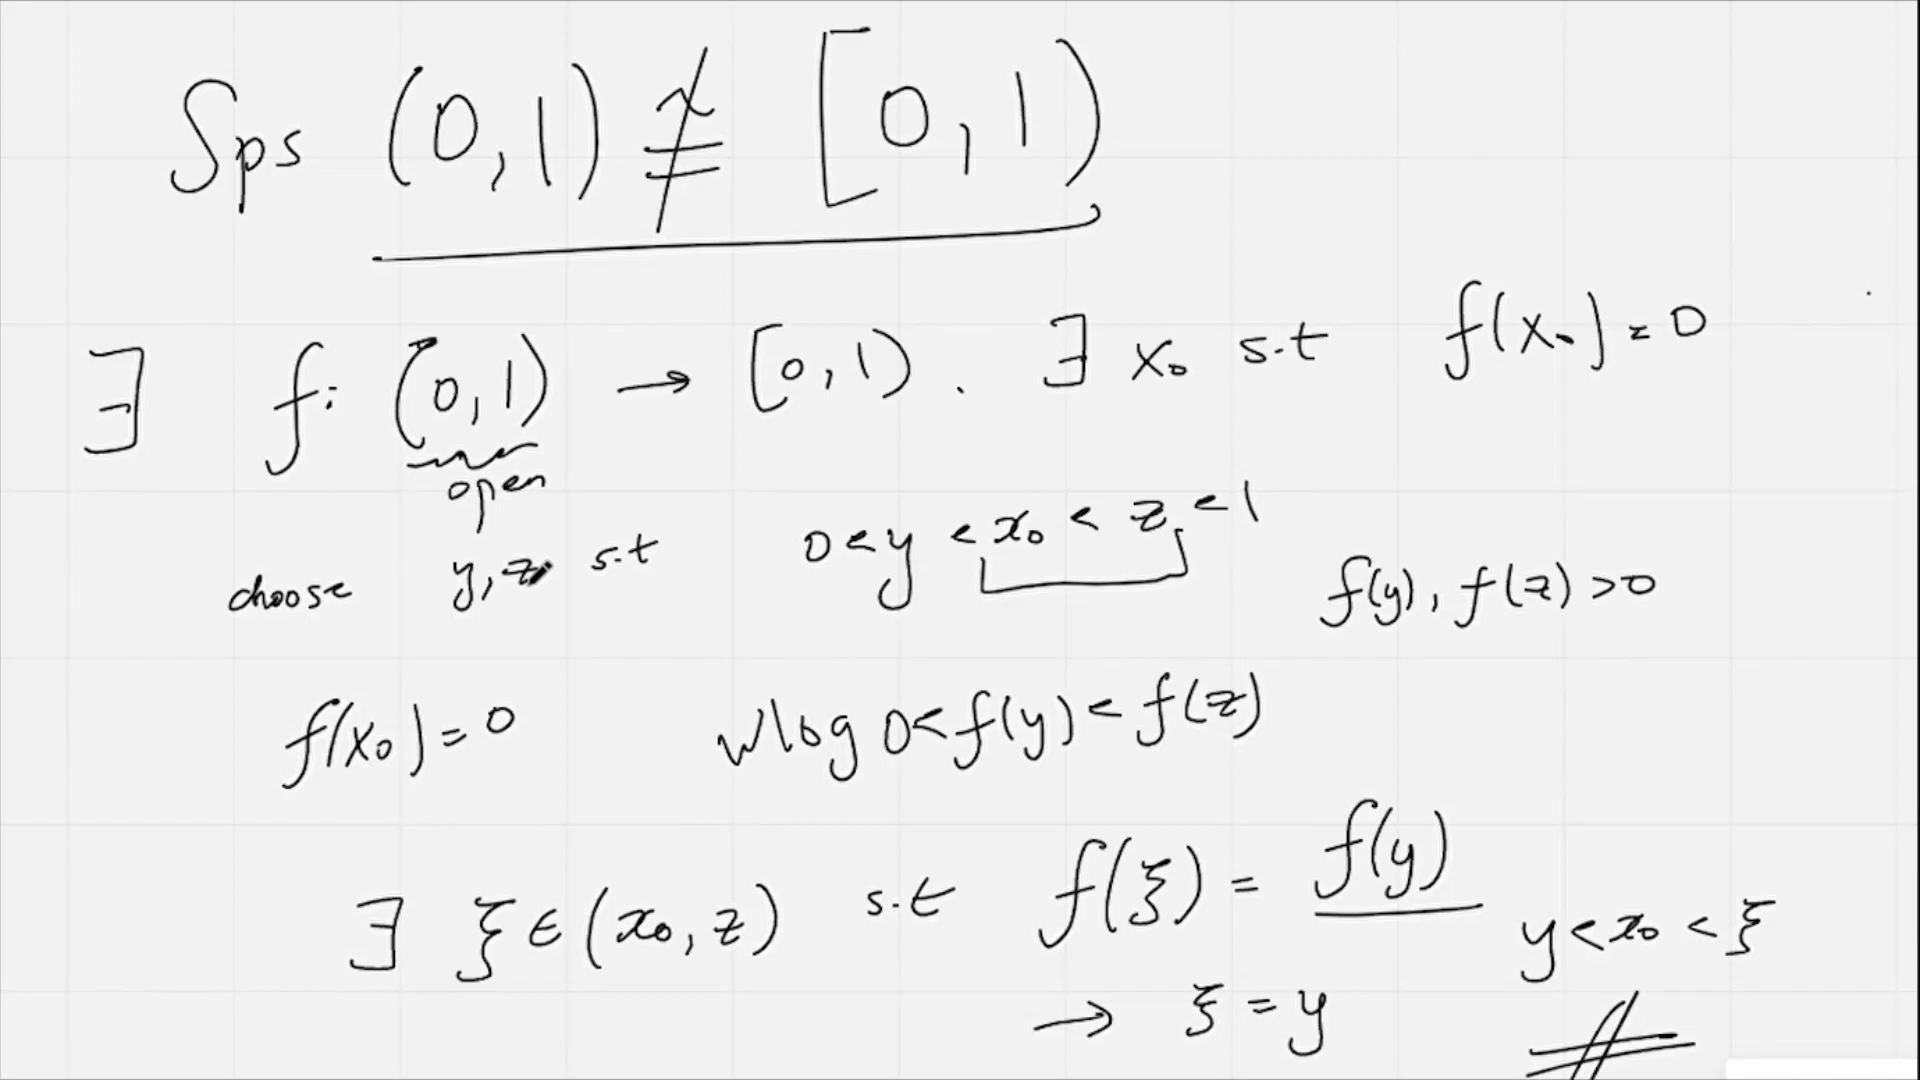 Sps (0,1) ≇ [0,1)
∃ f: (0,1) → [0,1). ∃ x₀ s.t f(x₀) = 0
open
choose y, z s.t 0 < y < x₀ < z < 1
f(y), f(z) > 0
f(x₀) = 0 wlog 0 < f(y) < f(z)
∃ ξ ∈ (x₀, z) s.t f(ξ) = f(y)
y < x₀ < ξ
→ ξ = y